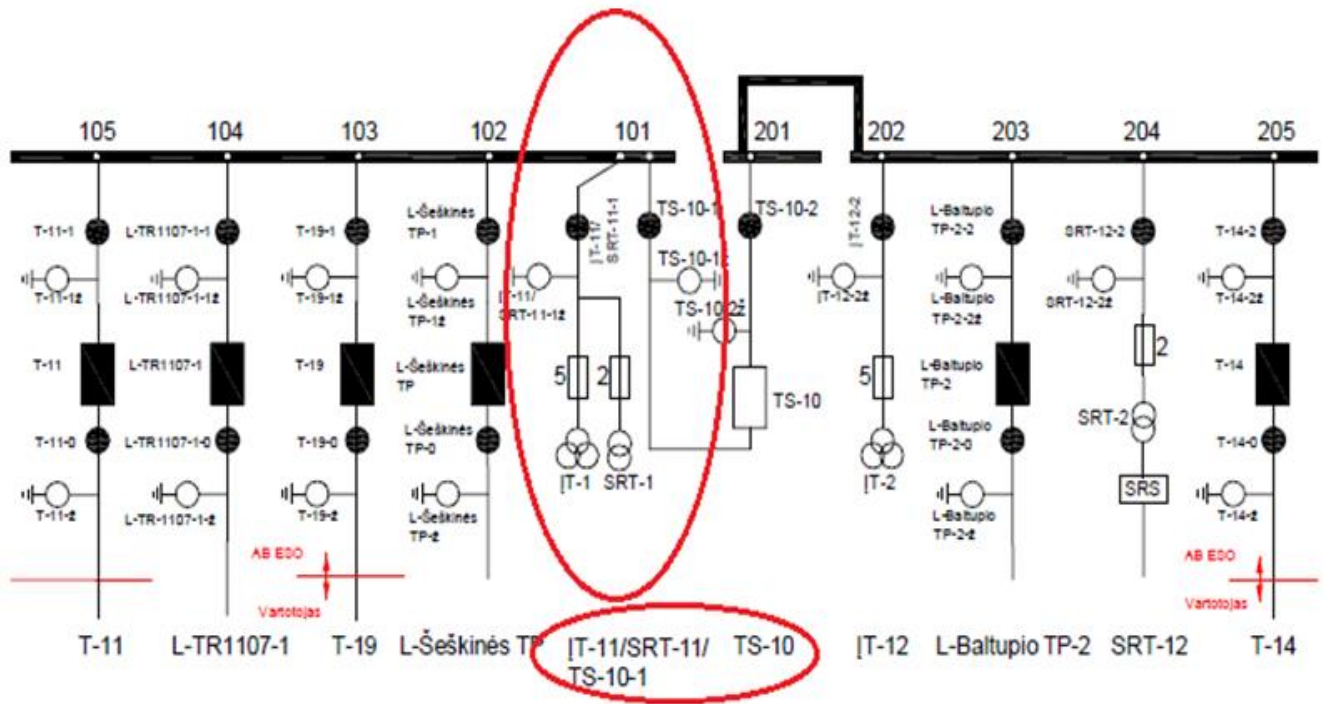 105 104 103 102 101 201 202 203 204 205
T-11-1
T-11-1ž
T-11
T-11-0
T-11-ž
L-TR1107-1-1
L-TR1107-1-1ž
L-TR1107-1
L-TR1107-1-0
L-TR-1107-1-ž
T-19-1
T-19-1ž
T-19
T-19-0
T-19-ž
AB ESO
Vartotojas
L-Šeškinės
TP-1
L-Šeškinės
TP-1ž
L-Šeškinės
TP
L-Šeškinės
TP-0
L-Šeškinės
TP-ž
ĮT-11/
SRT-11-1
ĮT-11/
SRT-11-1ž
5
2
ĮT-1
SRT-1
TS-10-1
TS-10-1ž
TS-10-2
TS-10-2ž
TS-10
ĮT-12-2
ĮT-12-2ž
5
ĮT-2
L-Baltupio
TP-2-2
L-Baltupio
TP-2-2ž
L-Baltupio
TP-2
L-Baltupio
TP-2-0
L-Baltupio
TP-2-ž
SRT-12-2
SRT-12-2ž
2
SRT-2
SRS
T-14-2
T-14-2ž
T-14
T-14-0
T-14-ž
AB ESO
Vartotojas
T-11 L-TR1107-1 T-19 L-Šeškinės TP ĮT-11/SRT-11/ TS-10 ĮT-12 L-Baltupio TP-2 SRT-12 T-14
TS-10-1